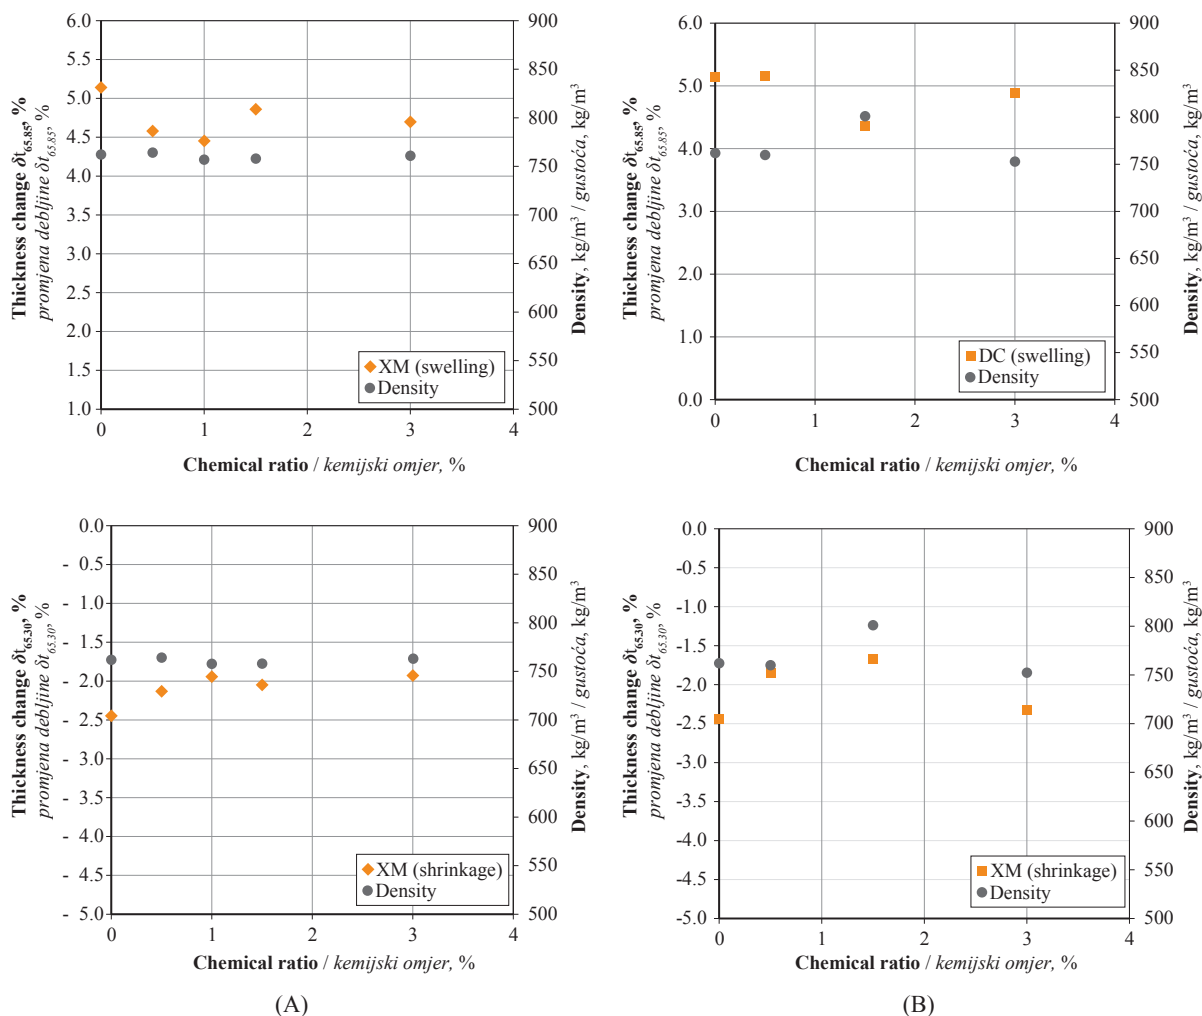 6.0
5.5
5.0
4.5
4.0
3.5
3.0
2.5
2.0
1.5
1.0
Thickness change δt65.85, %
promjena debljine δt65.85, %
900
850
800
750
700
650
600
550
500
Density, kg/m³ / gustoća, kg/m³
XM (swelling)
Density
0 1 2 3 4
Chemical ratio / kemijski omjer, %
6.0
5.0
4.0
3.0
2.0
1.0
0.0
Thickness change δt65.85, %
promjena debljine δt65.85, %
900
850
800
750
700
650
600
550
500
Density, kg/m³ / gustoća, kg/m³
DC (swelling)
Density
0 1 2 3 4
Chemical ratio / kemijski omjer, %
0.0
- 0.5
- 1.0
- 1.5
- 2.0
- 2.5
- 3.0
- 3.5
- 4.0
- 4.5
- 5.0
Thickness change δt65.30, %
promjena debljine δt65.30, %
900
850
800
750
700
650
600
550
500
Density, kg/m³ / gustoća, kg/m³
XM (shrinkage)
Density
0 1 2 3 4
Chemical ratio / kemijski omjer, %
(A)
0.0
-0.5
-1.0
-1.5
-2.0
-2.5
-3.0
-3.5
-4.0
-4.5
-5.0
Thickness change δt65.30, %
promjena debljine δt65.30, %
900
850
800
750
700
650
600
550
500
Density, kg/m³ / gustoća, kg/m³
XM (shrinkage)
Density
0 1 2 3 4
Chemical ratio / kemijski omjer, %
(B)